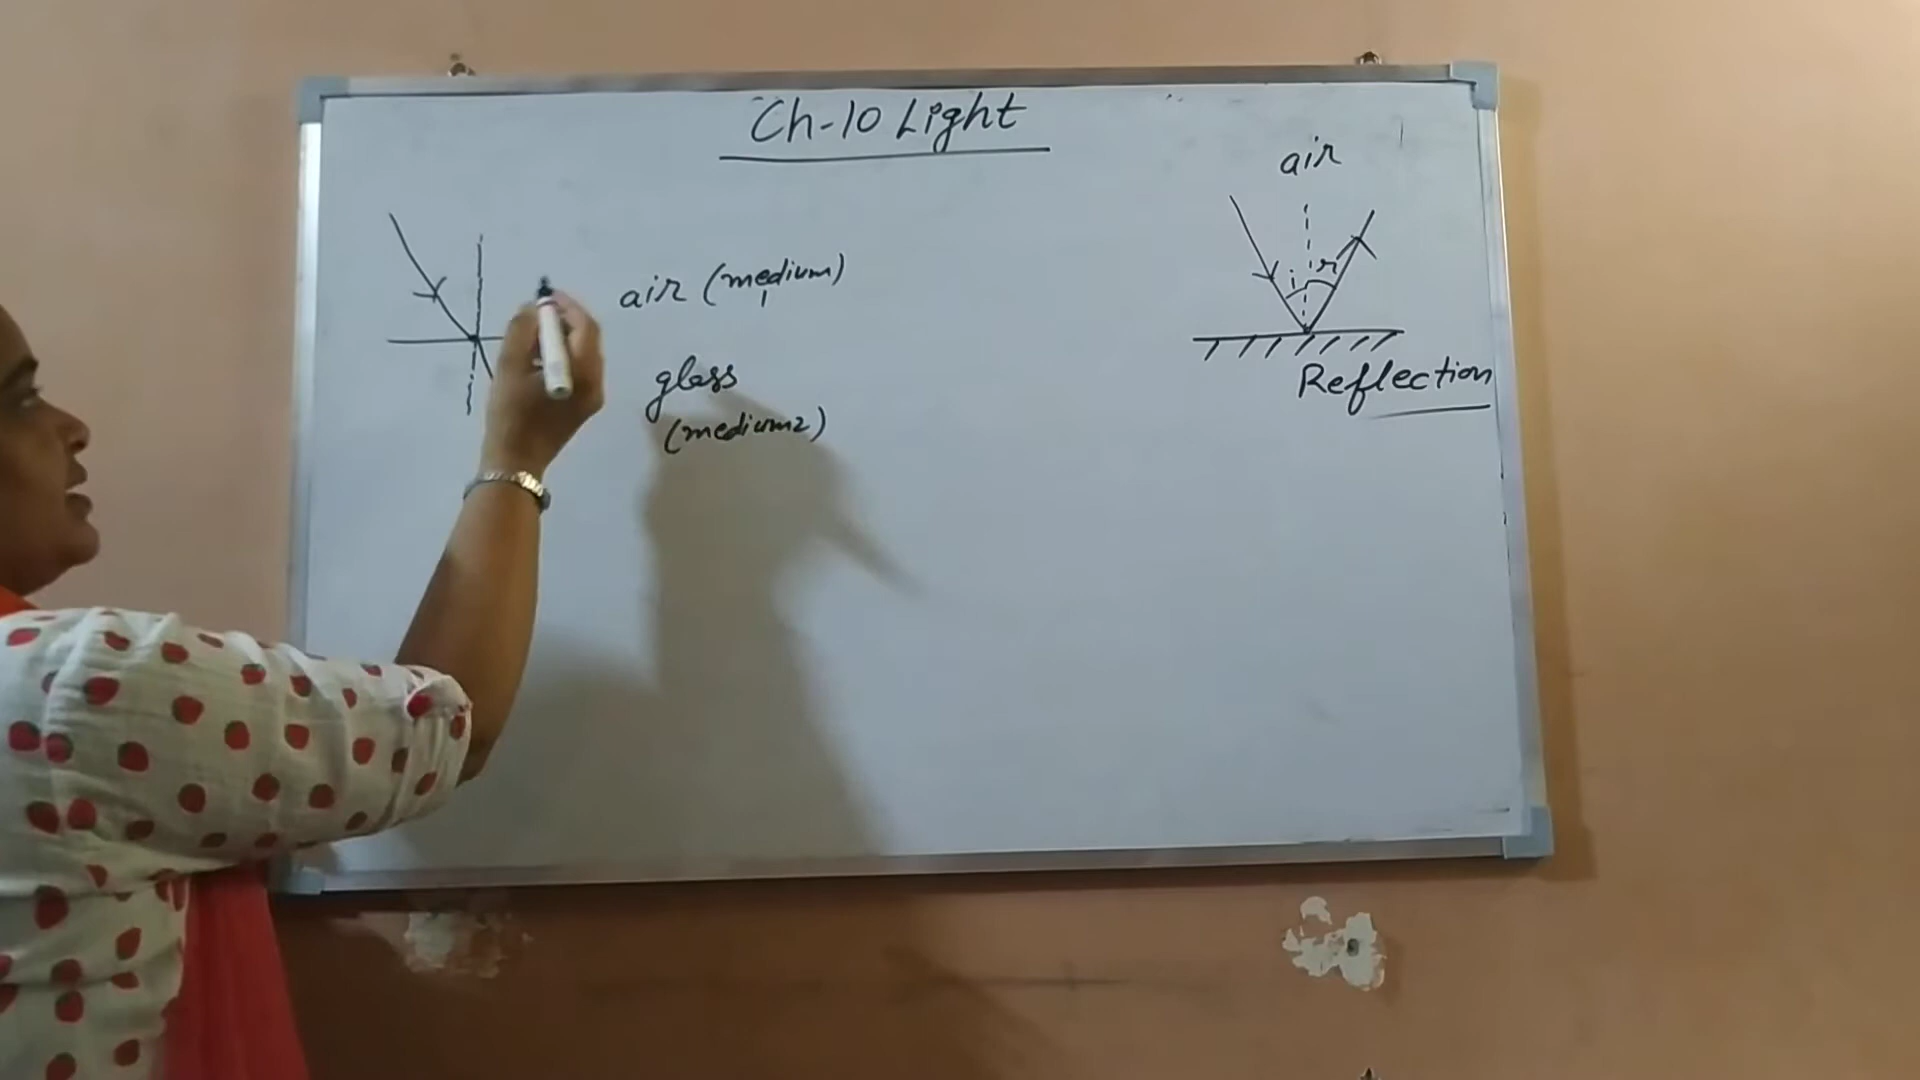 Ch-10 Light
air (medium)
1
glass
(medium2)
air
i r
Reflection